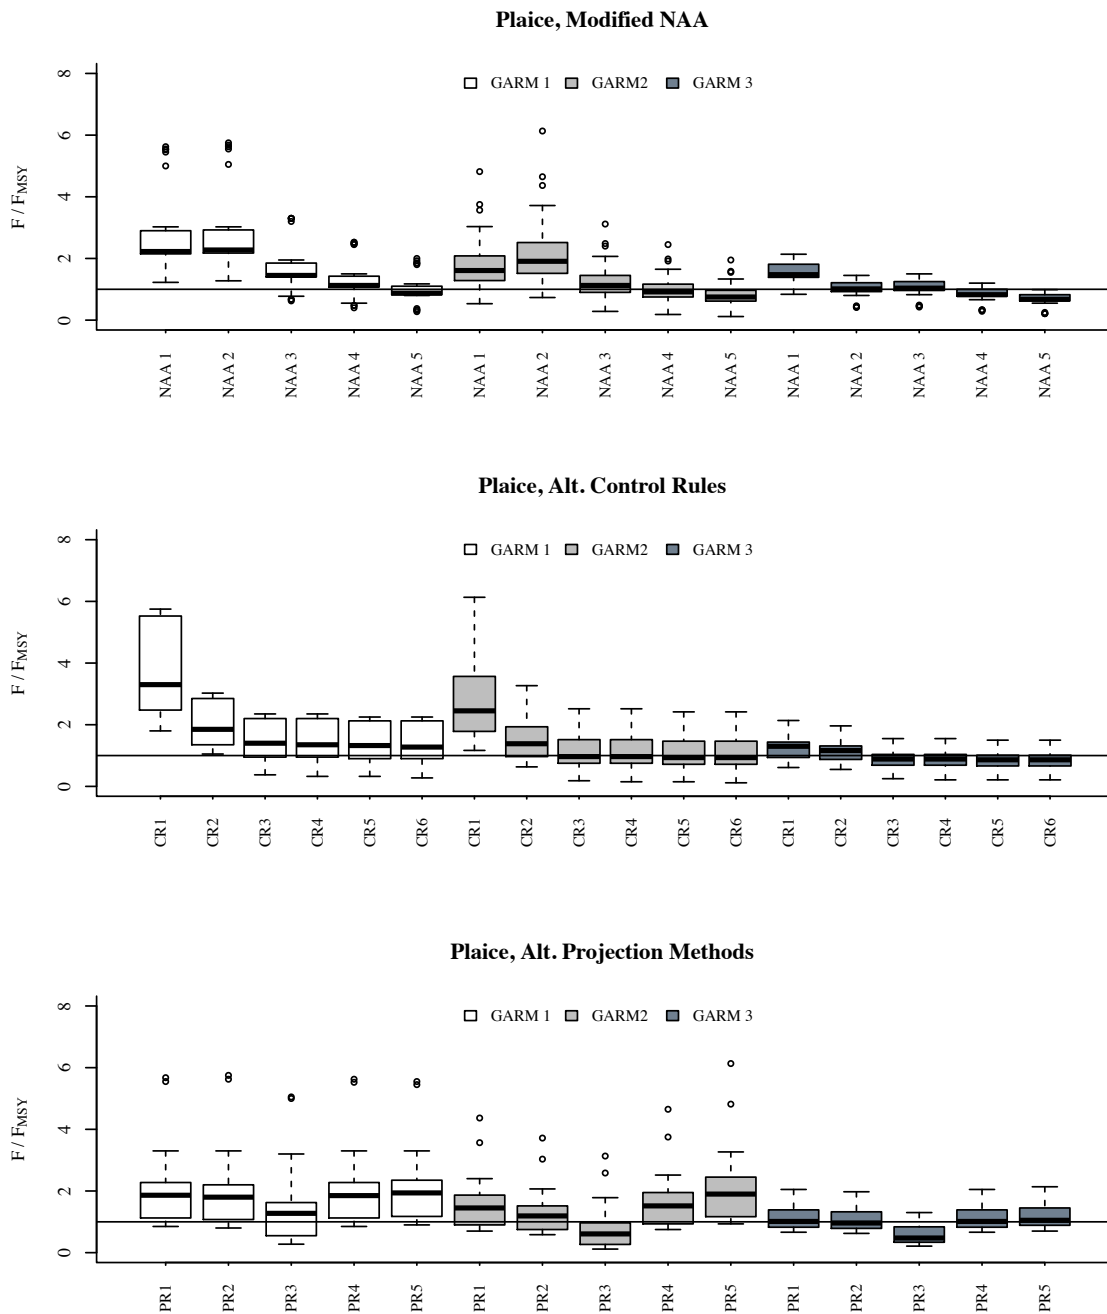 Plaice, Modified NAA
GARM 1 GARM2 GARM 3
F / FMSY
8
6
4
2
0
NAA 1 NAA 2 NAA 3 NAA 4 NAA 5 NAA 1 NAA 2 NAA 3 NAA 4 NAA 5 NAA 1 NAA 2 NAA 3 NAA 4 NAA 5
Plaice, Alt. Control Rules
GARM 1 GARM2 GARM 3
F / FMSY
8
6
4
2
0
CR1 CR2 CR3 CR4 CR5 CR6 CR1 CR2 CR3 CR4 CR5 CR6 CR1 CR2 CR3 CR4 CR5 CR6
Plaice, Alt. Projection Methods
GARM 1 GARM2 GARM 3
F / FMSY
8
6
4
2
0
PR1 PR2 PR3 PR4 PR5 PR1 PR2 PR3 PR4 PR5 PR1 PR2 PR3 PR4 PR5